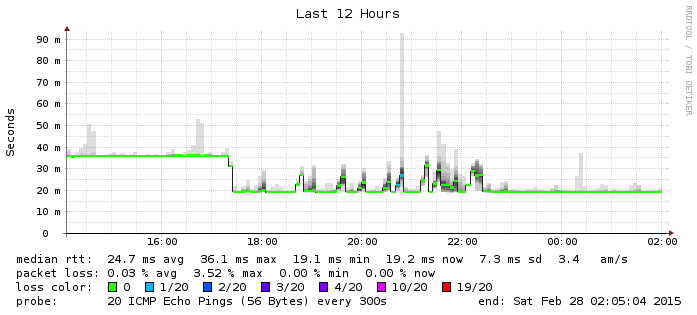 Last 12 Hours
RRDTOOL / TOBI OETIKER
Seconds
90 m
80 m
70 m
60 m
50 m
40 m
30 m
20 m
10 m
0
16:00 18:00 20:00 22:00 00:00 02:00
median rtt: 24.7 ms avg 36.1 ms max 19.1 ms min 19.2 ms now 7.3 ms sd 3.4 am/s
packet loss: 0.03 % avg 3.52 % max 0.00 % min 0.00 % now
loss color: 0 1/20 2/20 3/20 4/20 10/20 19/20
probe: 20 ICMP Echo Pings (56 Bytes) every 300s end: Sat Feb 28 02:05:04 2015